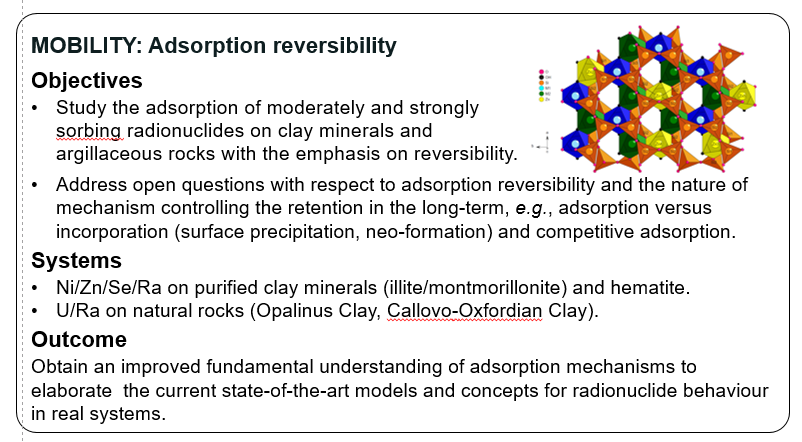 MOBILITY: Adsorption reversibility
Objectives
• Study the adsorption of moderately and strongly
sorbing radionuclides on clay minerals and
argillaceous rocks with the emphasis on reversibility.
• Address open questions with respect to adsorption reversibility and the nature of
mechanism controlling the retention in the long-term, e.g., adsorption versus
incorporation (surface precipitation, neo-formation) and competitive adsorption.
Systems
• Ni/Zn/Se/Ra on purified clay minerals (illite/montmorillonite) and hematite.
• U/Ra on natural rocks (Opalinus Clay, Callovo-Oxfordian Clay).
Outcome
Obtain an improved fundamental understanding of adsorption mechanisms to
elaborate  the current state-of-the-art models and concepts for radionuclide behaviour
in real systems.